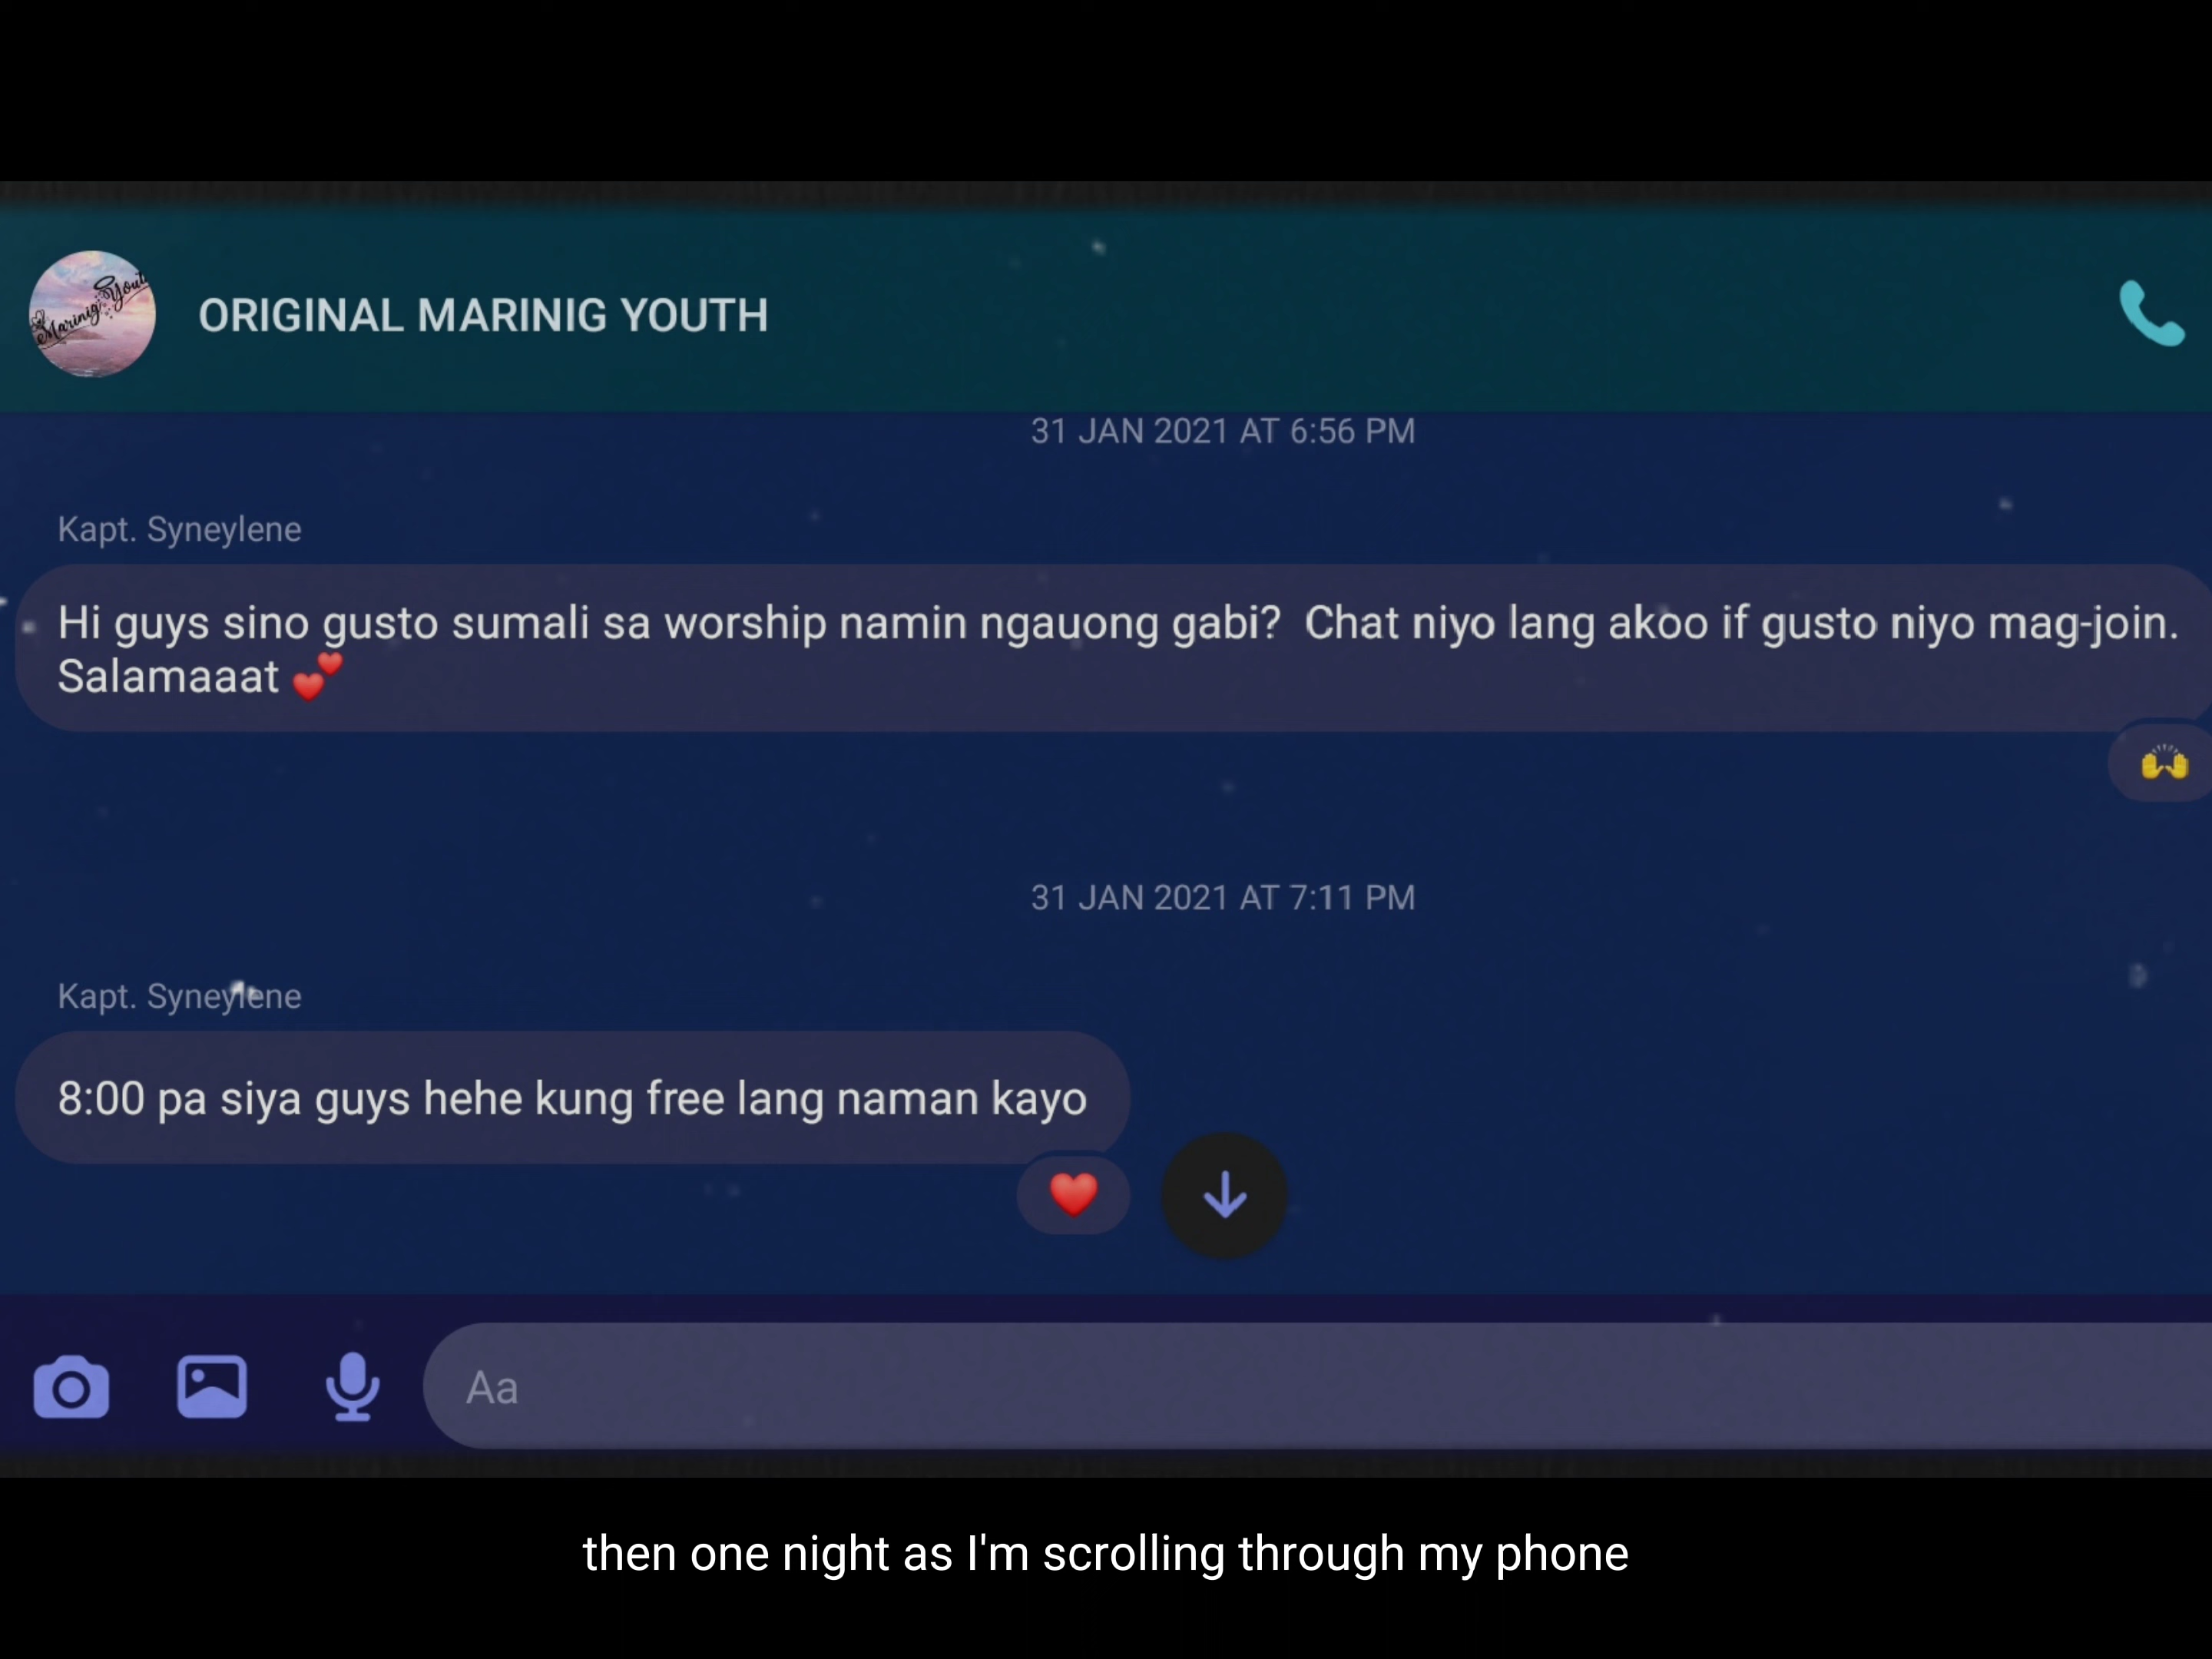 Marinig Yout
ORIGINAL MARINIG YOUTH
31 JAN 2021 AT 6:56 PM
Kapt. Syneylene
Hi guys sino gusto sumali sa worship namin ngauong gabi? Chat niyo lang akoo if gusto niyo mag-join.
Salamaaat 💕
🙌
31 JAN 2021 AT 7:11 PM
Kapt. Syneylene
8:00 pa siya guys hehe kung free lang naman kayo
❤️
Aa
then one night as I'm scrolling through my phone